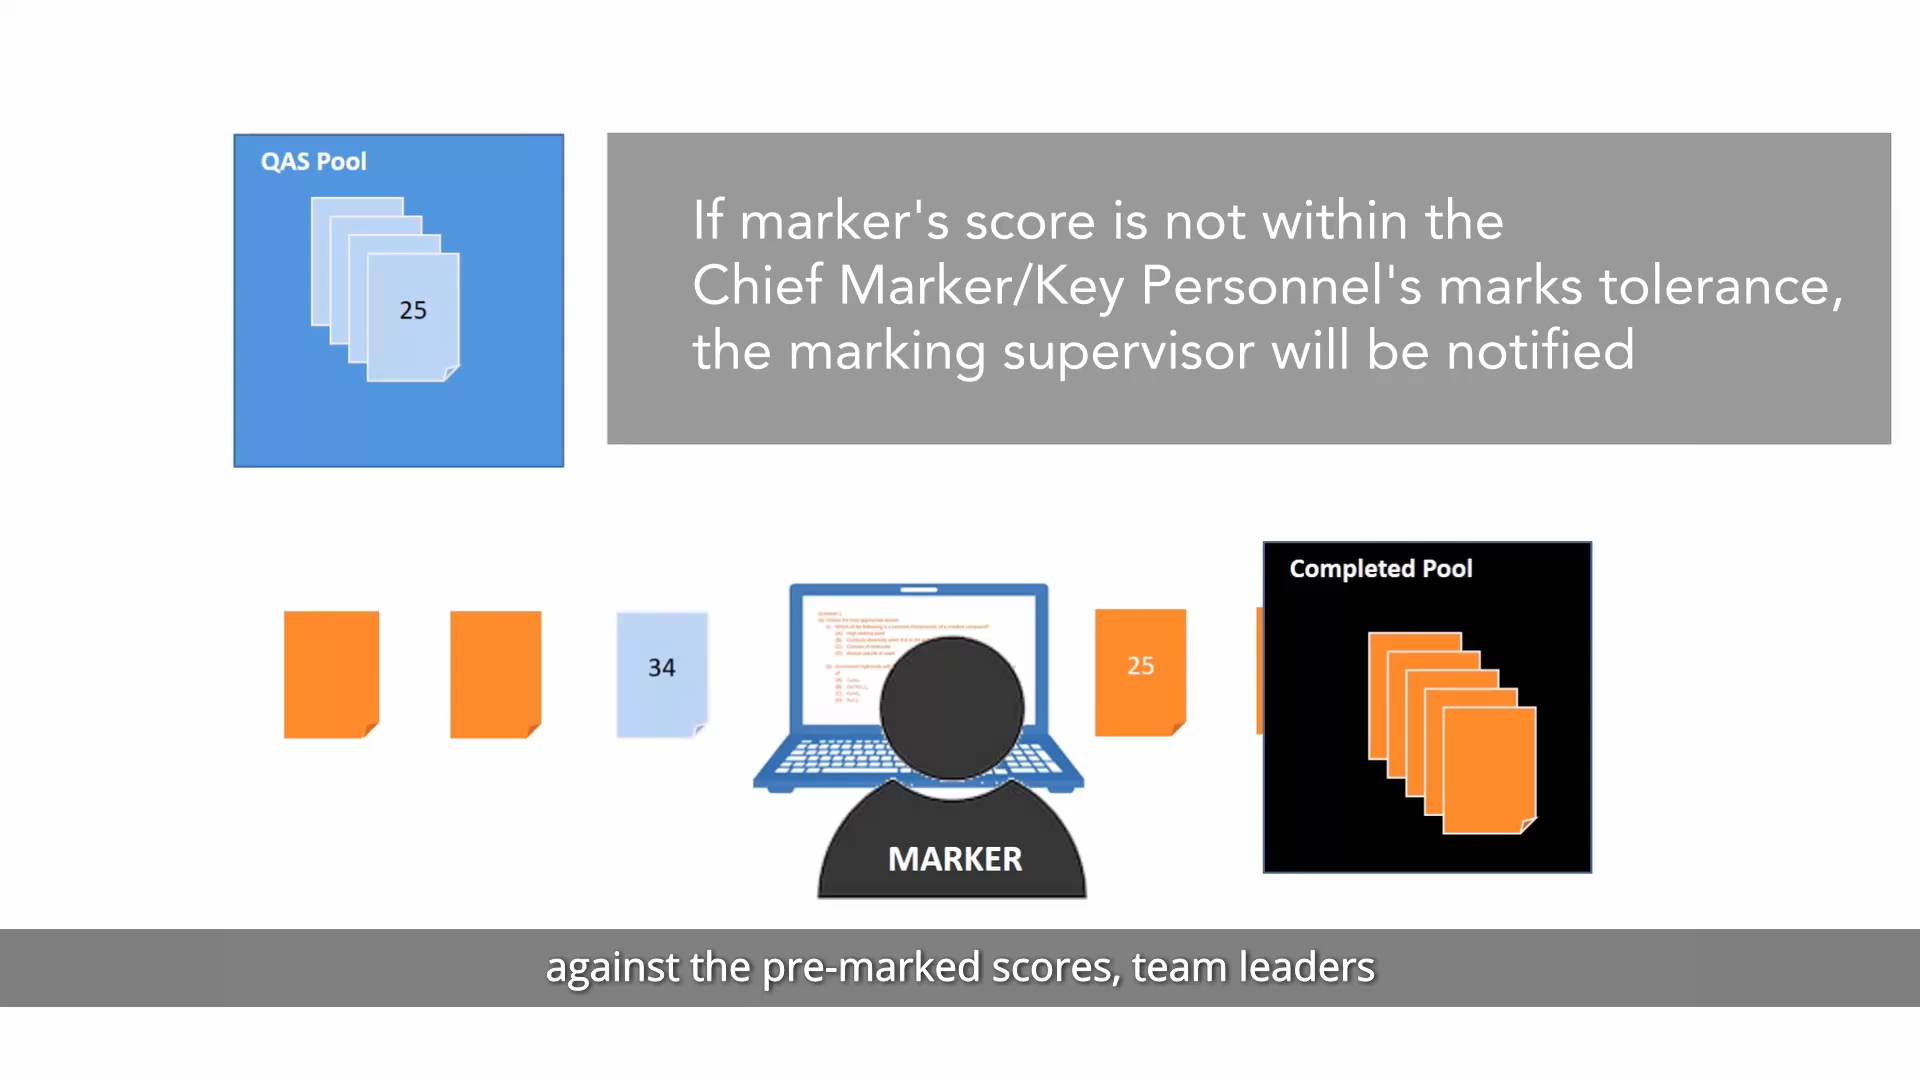 QAS Pool
25
If marker's score is not within the
Chief Marker/Key Personnel's marks tolerance,
the marking supervisor will be notified
34
25
Completed Pool
MARKER
against the pre-marked scores, team leaders